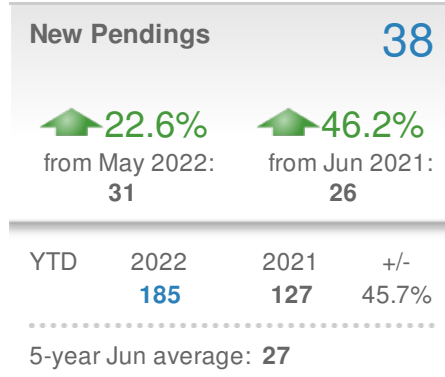 New Pendings 38
22.6% 46.2%
from May 2022: from Jun 2021:
31 26
YTD 2022 2021 +/-
185 127 45.7%
5-year Jun average: 27